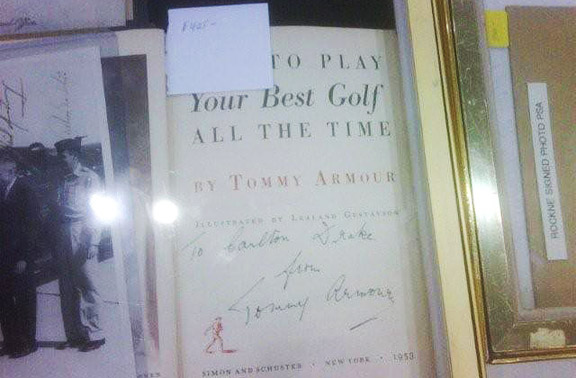 TO PLAY
Your Best Golf
ALL THE TIME
BY TOMMY ARMOUR
ILLUSTRATED BY LEALAND GUSTAVSON
To Carlton Drake
from
Tommy Armour
SIMON AND SCHUSTER · NEW YORK · 1953
ROCKNE SIGNED PHOTO PSA